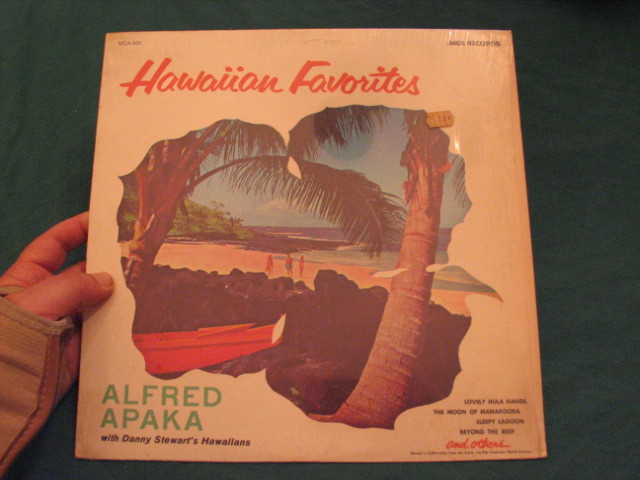 MCA RECORDS
Hawaiian Favorites
ALFRED
APAKA
with Danny Stewart's Hawaiians
LOVELY HULA HANDS,
THE MOON OF MANAKOORA
SLEEPY LAGOON
BEYOND THE REEF
and others